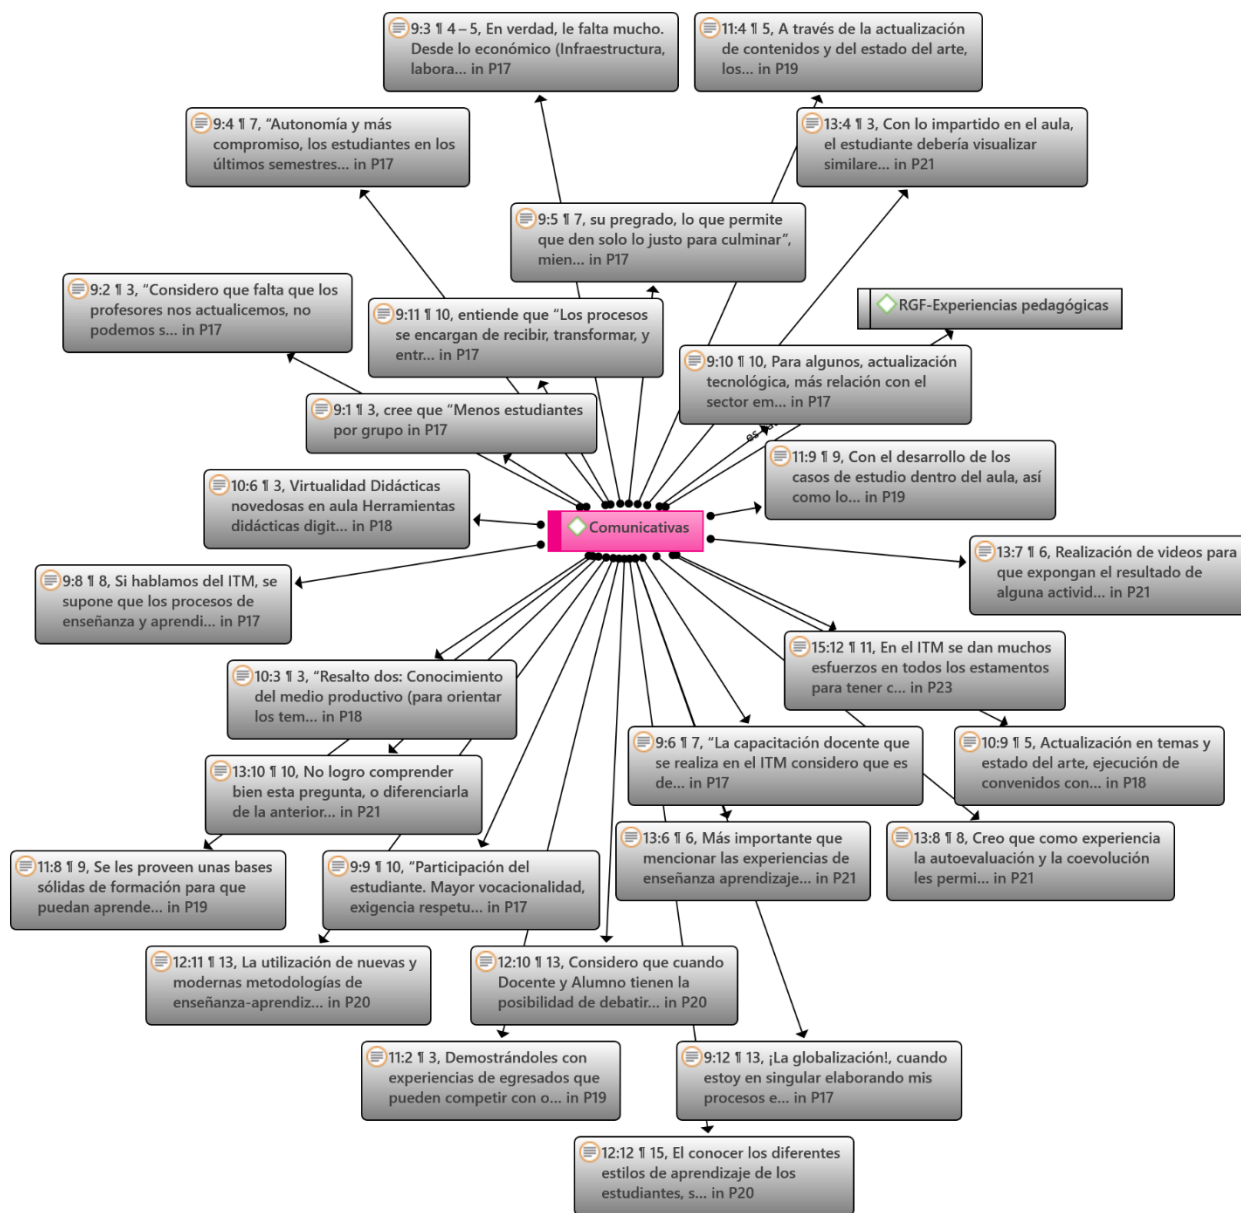 9:3 ¶ 4 – 5, En verdad, le falta mucho.
Desde lo económico (Infraestructura,
labora... in P17
11:4 ¶ 5, A través de la actualización
de contenidos y del estado del arte,
los... in P19
9:4 ¶ 7, “Autonomía y más
compromiso, los estudiantes en los
últimos semestres... in P17
13:4 ¶ 3, Con lo impartido en el aula,
el estudiante debería visualizar
similare... in P21
9:5 ¶ 7, su pregrado, lo que permite
que den solo lo justo para culminar”,
mien... in P17
9:2 ¶ 3, “Considero que falta que los
profesores nos actualicemos, no
podemos s... in P17
9:11 ¶ 10, entiende que “Los procesos
se encargan de recibir, transformar, y
entr... in P17
RGF-Experiencias pedagógicas
9:10 ¶ 10, Para algunos, actualización
tecnológica, más relación con el
sector em... in P17
9:1 ¶ 3, cree que “Menos estudiantes
por grupo in P17
11:9 ¶ 9, Con el desarrollo de los
casos de estudio dentro del aula, así
como lo... in P19
10:6 ¶ 3, Virtualidad Didácticas
novedosas en aula Herramientas
didácticas digit... in P18
Comunicativas
13:7 ¶ 6, Realización de videos para
que expongan el resultado de
alguna activid... in P21
9:8 ¶ 8, Si hablamos del ITM, se
supone que los procesos de
enseñanza y aprendi... in P17
15:12 ¶ 11, En el ITM se dan muchos
esfuerzos en todos los estamentos
para tener c... in P23
10:3 ¶ 3, “Resalto dos: Conocimiento
del medio productivo (para orientar
los tem... in P18
9:6 ¶ 7, “La capacitación docente que
se realiza en el ITM considero que es
de... in P17
10:9 ¶ 5, Actualización en temas y
estado del arte, ejecución de
convenidos con... in P18
13:10 ¶ 10, No logro comprender
bien esta pregunta, o diferenciarla
de la anterior... in P21
13:6 ¶ 6, Más importante que
mencionar las experiencias de
enseñanza aprendizaje... in P21
13:8 ¶ 8, Creo que como experiencia
la autoevaluación y la coevolución
les permi... in P21
11:8 ¶ 9, Se les proveen unas bases
sólidas de formación para que
puedan aprende... in P19
9:9 ¶ 10, “Participación del
estudiante. Mayor vocacionalidad,
exigencia respetu... in P17
12:11 ¶ 13, La utilización de nuevas y
modernas metodologías de
enseñanza-aprendiz... in P20
12:10 ¶ 13, Considero que cuando
Docente y Alumno tienen la
posibilidad de debatir... in P20
11:2 ¶ 3, Demostrándoles con
experiencias de egresados que
pueden competir con o... in P19
9:12 ¶ 13, ¡La globalización!, cuando
estoy en singular elaborando mis
procesos e... in P17
12:12 ¶ 15, El conocer los diferentes
estilos de aprendizaje de los
estudiantes, s... in P20